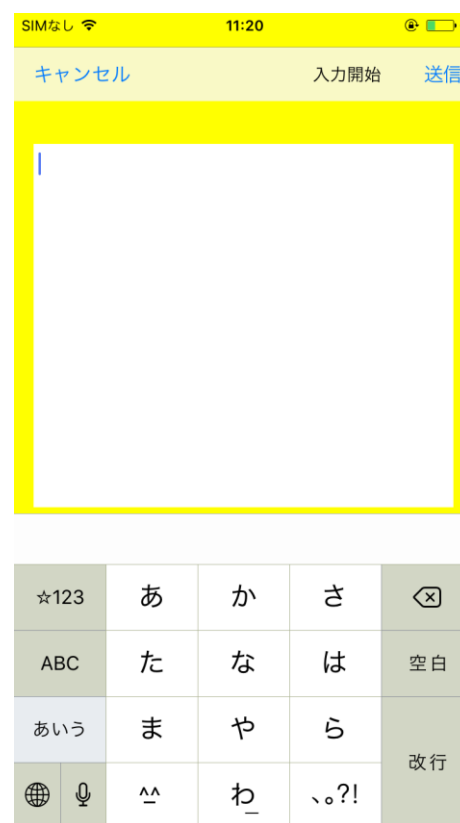 SIMなし 11:20
キャンセル 入力開始 送信
☆123 あ か さ
ABC た な は 空白
あいう ま や ら
改行
^_^ わ_ 、。?!